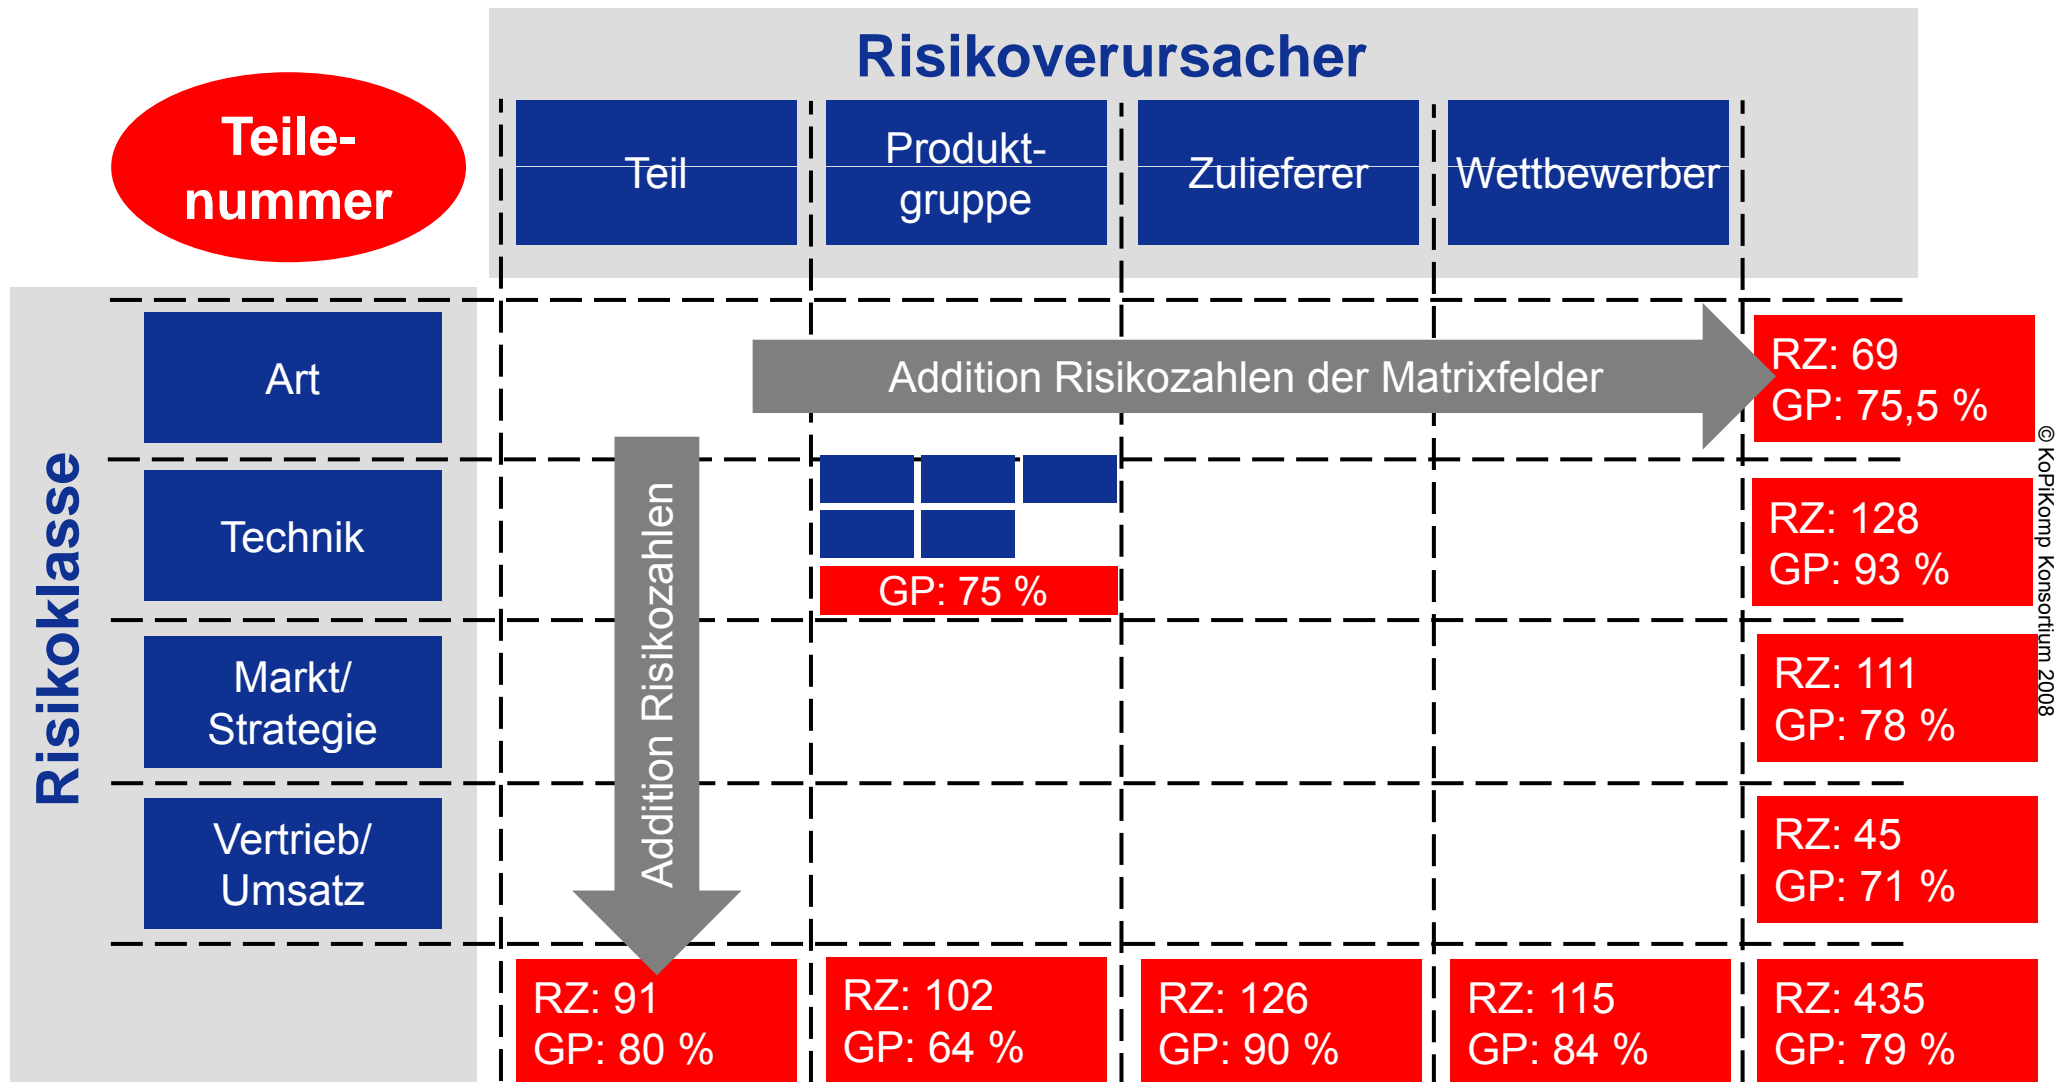 Risikoverursacher
Teile-
nummer
Teil
Produkt-
gruppe
Zulieferer
Wettbewerber
Risikoklasse
Art
Addition Risikozahlen der Matrixfelder
RZ: 69
GP: 75,5 %
Technik
Addition Risikozahlen
GP: 75 %
RZ: 128
GP: 93 %
Markt/
Strategie
RZ: 111
GP: 78 %
Vertrieb/
Umsatz
RZ: 45
GP: 71 %
RZ: 91
GP: 80 %
RZ: 102
GP: 64 %
RZ: 126
GP: 90 %
RZ: 115
GP: 84 %
RZ: 435
GP: 79 %
© KoPiKomp Konsortium 2008